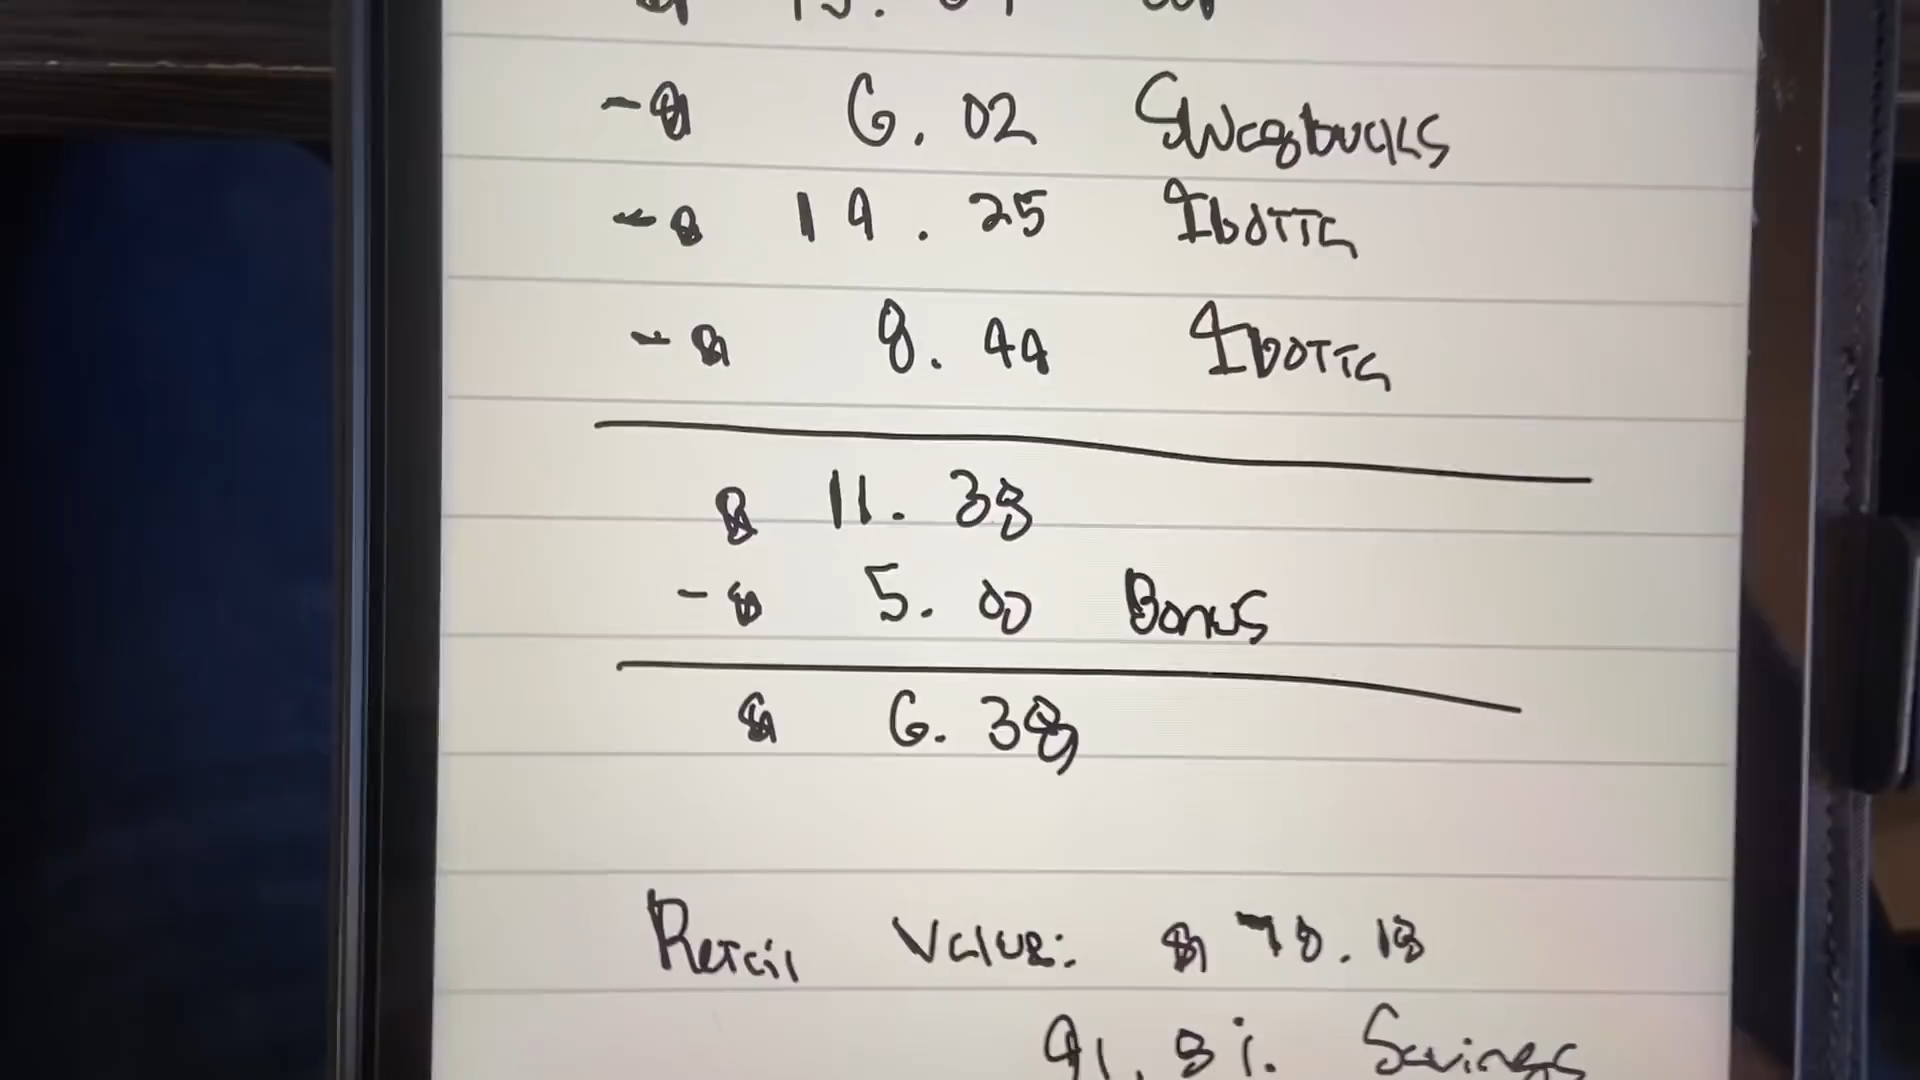 -$ 6.02 Swagbucks
-$ 19.25 Ibotta
-$ 8.49 Ibotta
$ 11.38
-$ 5.00 Bonus
$ 6.38
Retail Value: $ 78.18
91.8%. Savings